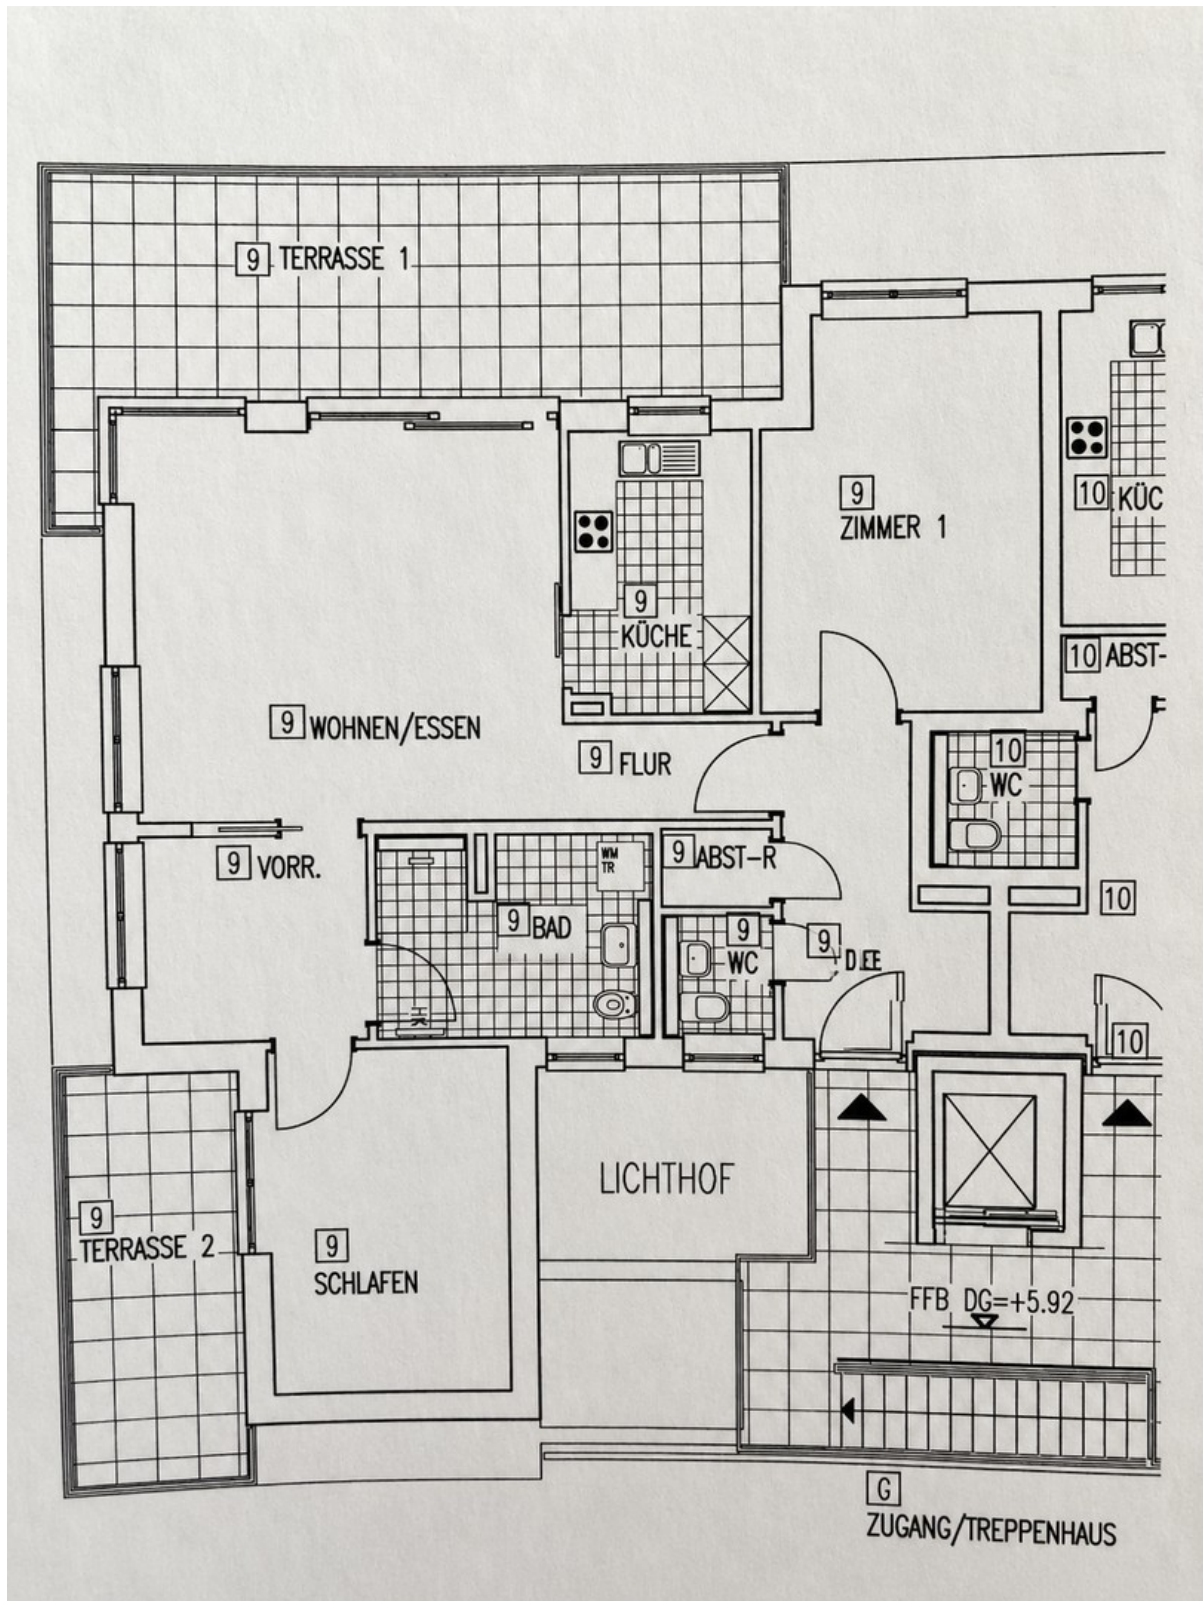 9 TERRASSE 1
9
ZIMMER 1
10 KÜC
9
KÜCHE
10 ABST-
9 WOHNEN/ESSEN
9 FLUR
10
WC
9 VORR.
9 ABST-R
WM
TR
9 BAD
9
WC
9
10
HK
10
LICHTHOF
9
TERRASSE 2
9
SCHLAFEN
FFB DG=+5.92
G
ZUGANG/TREPPENHAUS